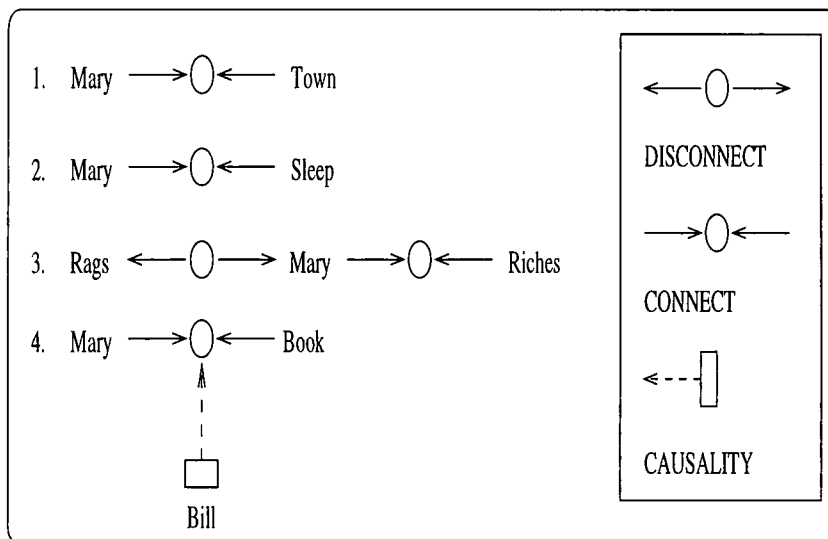 1. Mary Town
2. Mary Sleep
3. Rags Mary Riches
4. Mary Book
Bill
DISCONNECT
CONNECT
CAUSALITY